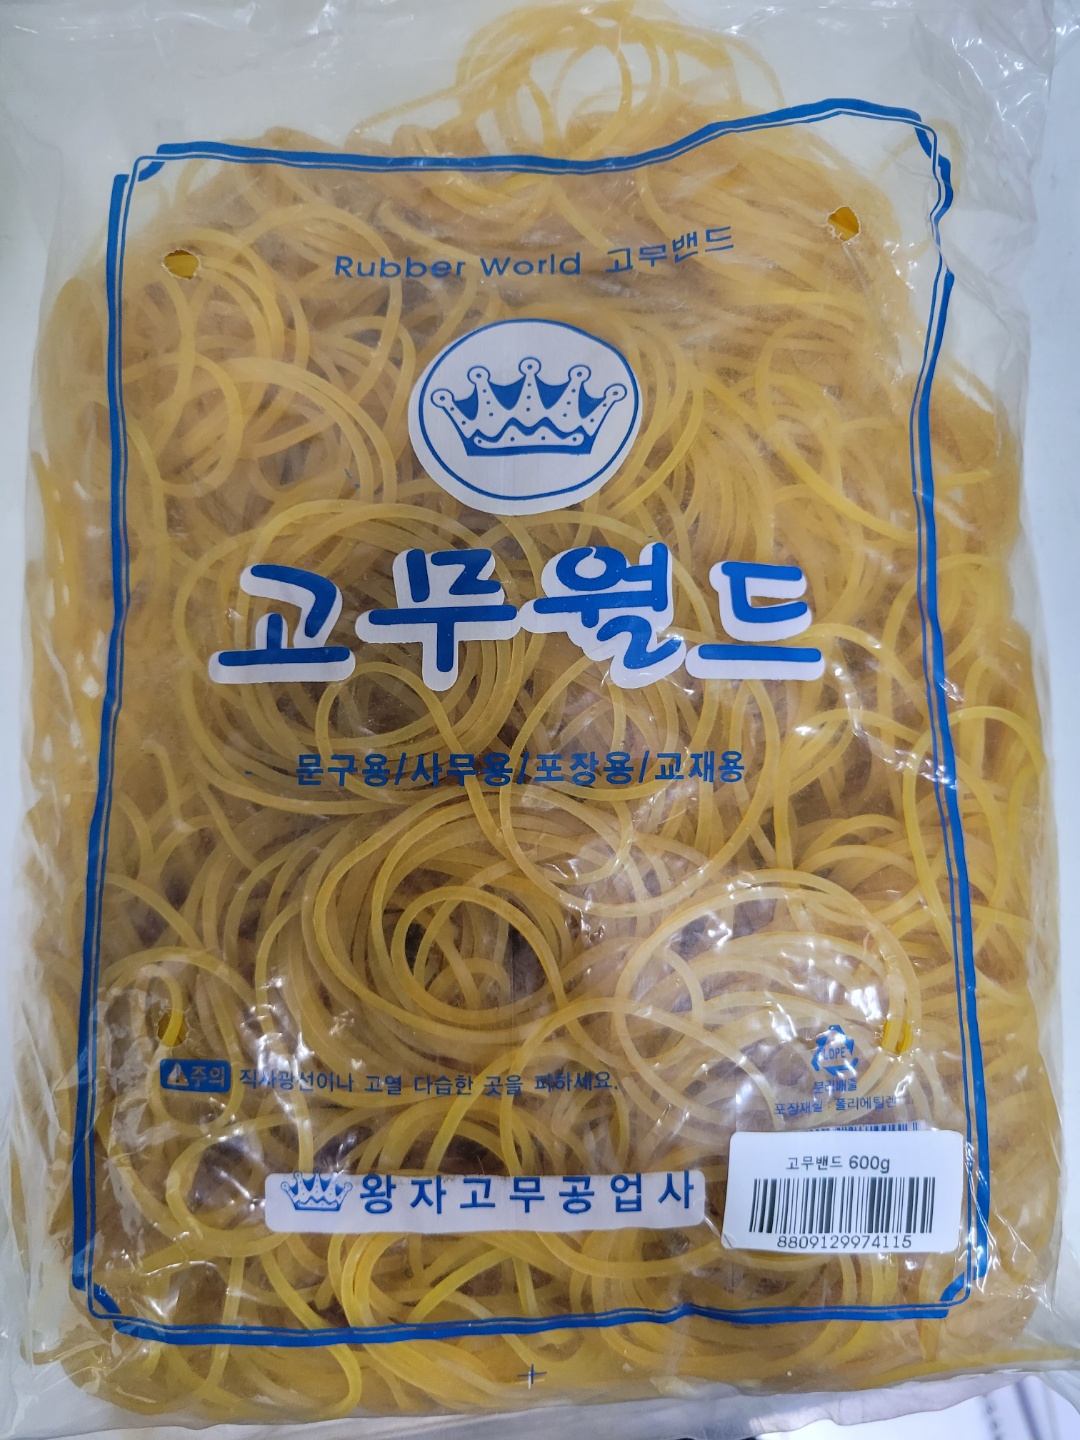 Rubber World 고무밴드
고무월드
문구용/사무용/포장용/교재용
LDPE
분리배출
포장재질 : 폴리에틸렌
주의 직사광선이나 고열 다습한 곳을 피하세요.
왕자고무공업사
고무밴드 600g
8809129974115